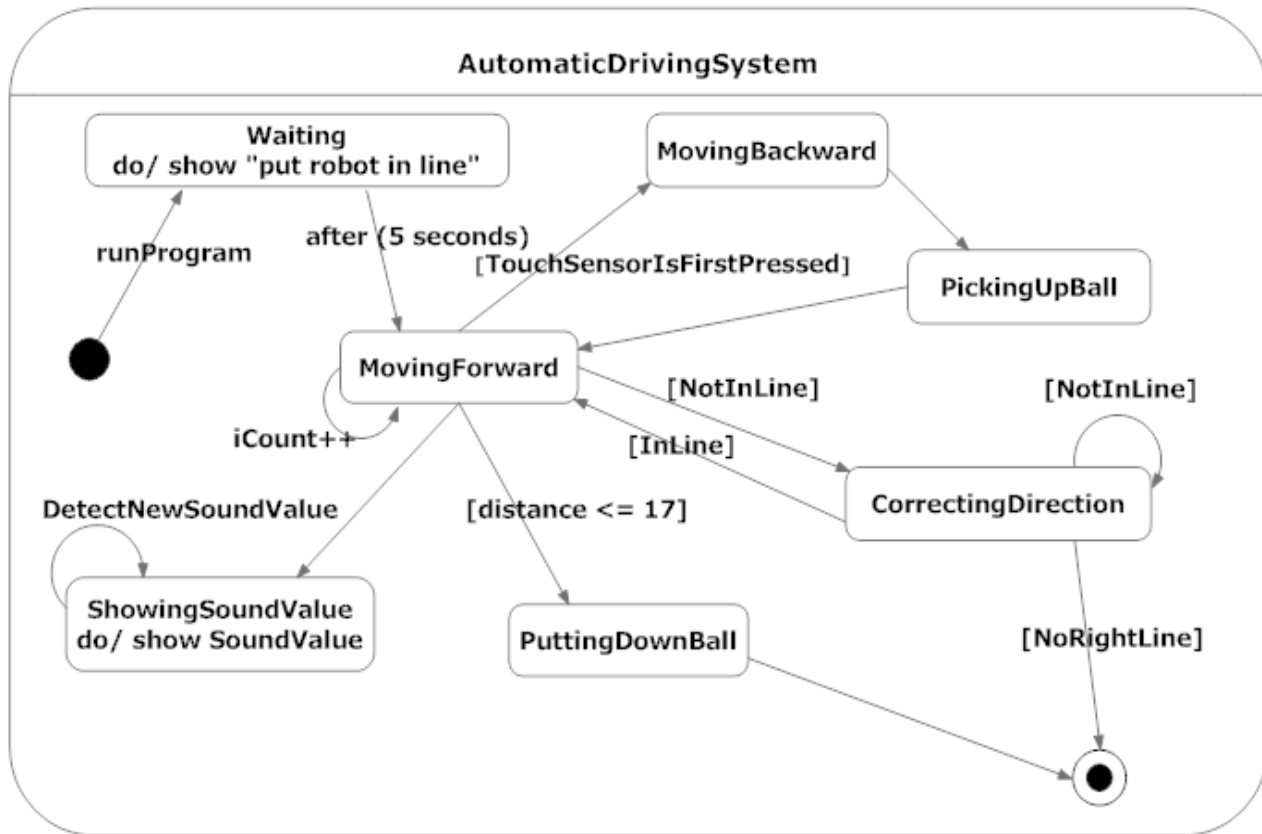 AutomaticDrivingSystem
Waiting
do/ show "put robot in line"
MovingBackward
runProgram
after (5 seconds)
[TouchSensorIsFirstPressed]
PickingUpBall
MovingForward
[NotInLine]
[NotInLine]
iCount++
[InLine]
CorrectingDirection
DetectNewSoundValue
[distance <= 17]
ShowingSoundValue
do/ show SoundValue
PuttingDownBall
[NoRightLine]